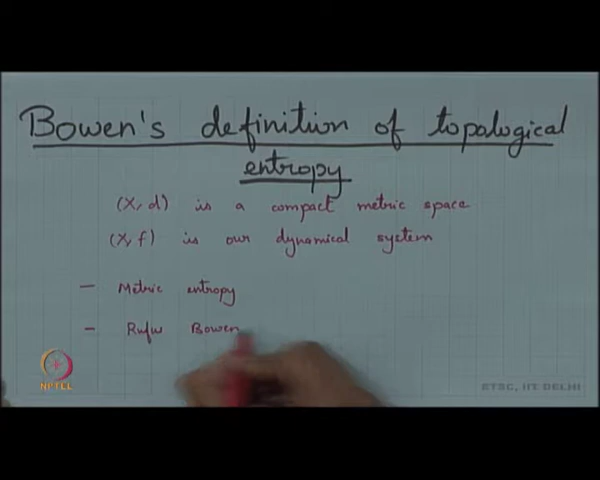 Bowen's definition of topological
entropy
(X, d) is a compact metric space
(X, f) is our dynamical system
— Metric entropy
— Rufus Bowen
NPTEL
ETSC, IIT DELHI